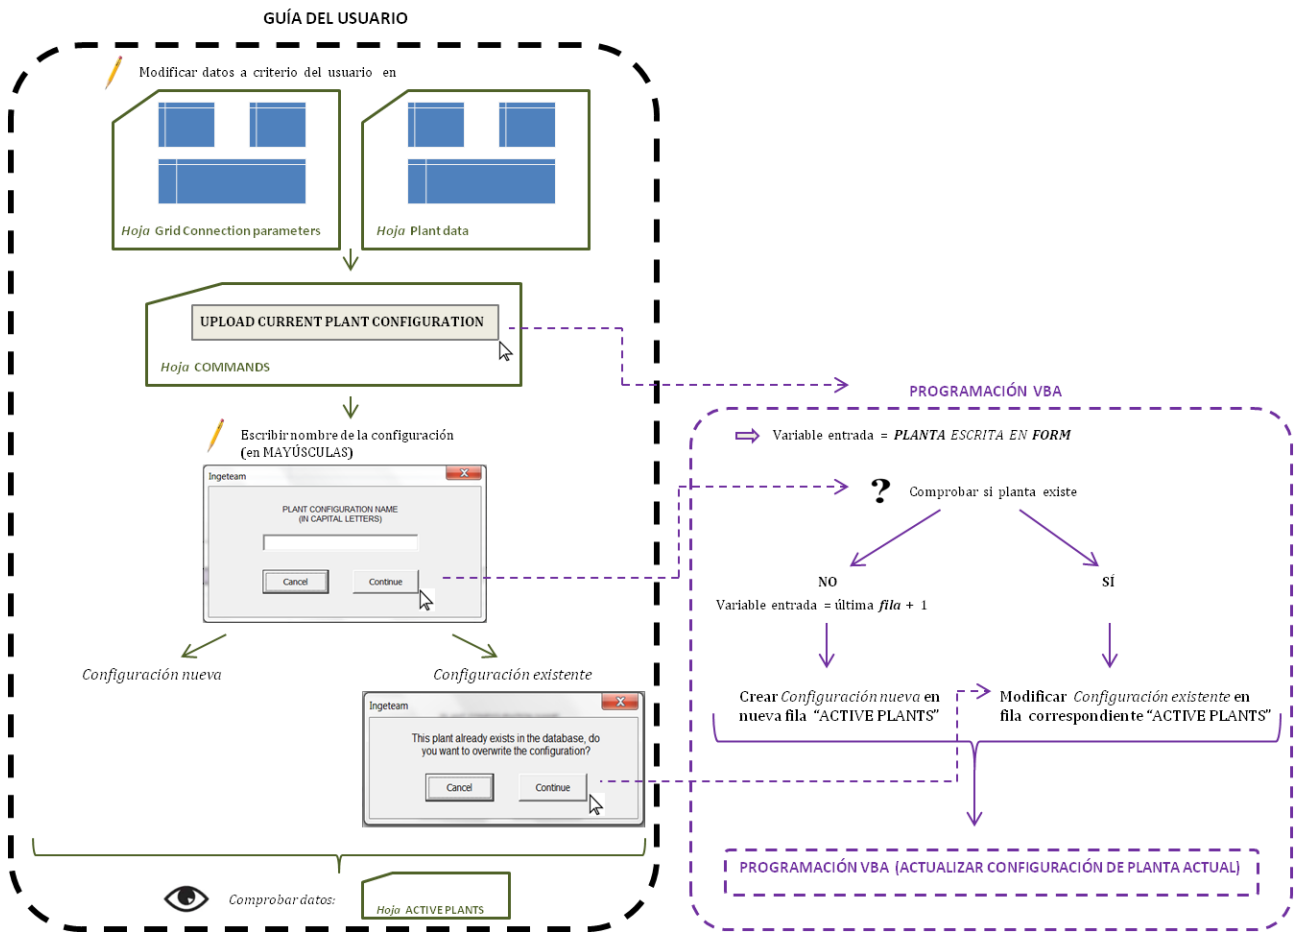 GUÍA DEL USUARIO
Modificar datos a criterio del usuario en
Hoja Grid Connection parameters
Hoja Plant data
UPLOAD CURRENT PLANT CONFIGURATION
Hoja COMMANDS
Escribir nombre de la configuración
(en MAYÚSCULAS)
Ingeteam
PLANT CONFIGURATION NAME
(IN CAPITAL LETTERS)
Cancel
Continue
Configuración nueva
Configuración existente
Ingeteam
This plant already exists in the database, do
you want to overwrite the configuration?
Cancel
Continue
Comprobar datos:
Hoja ACTIVE PLANTS
PROGRAMACIÓN VBA
Variable entrada = PLANTA ESCRITA EN FORM
? Comprobar si planta existe
NO
Variable entrada = última fila + 1
SÍ
Crear Configuración nueva en
nueva fila “ACTIVE PLANTS”
Modificar Configuración existente en
fila correspondiente “ACTIVE PLANTS”
PROGRAMACIÓN VBA (ACTUALIZAR CONFIGURACIÓN DE PLANTA ACTUAL)